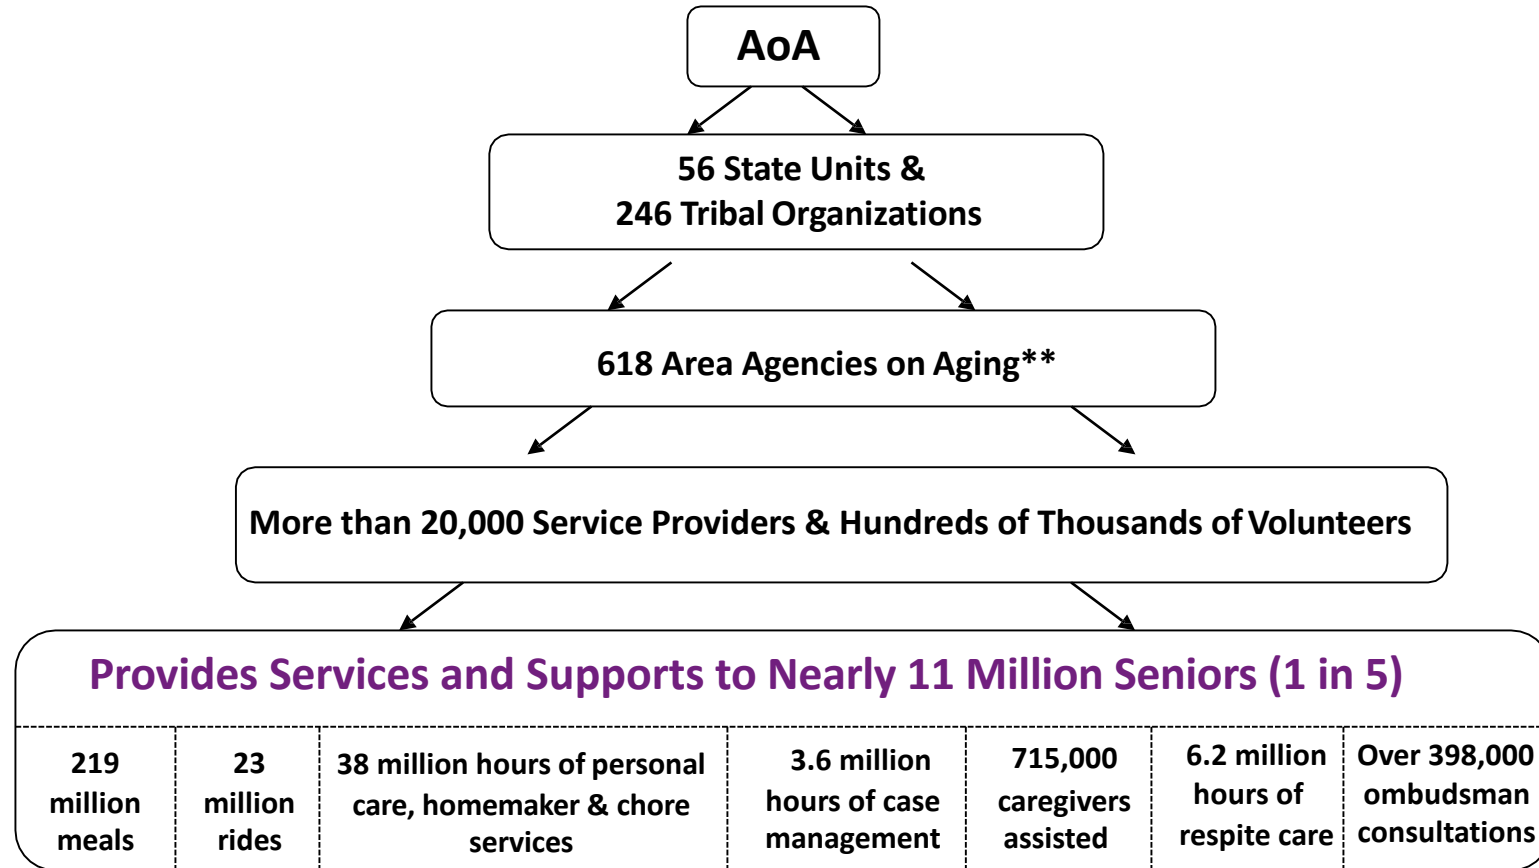 AoA
56 State Units &
246 Tribal Organizations
618 Area Agencies on Aging**
More than 20,000 Service Providers & Hundreds of Thousands of Volunteers
Provides Services and Supports to Nearly 11 Million Seniors (1 in 5)
219
million
meals
23
million
rides
38 million hours of personal
care, homemaker & chore
services
3.6 million
hours of case
management
715,000
caregivers
assisted
6.2 million
hours of
respite care
Over 398,000
ombudsman
consultations